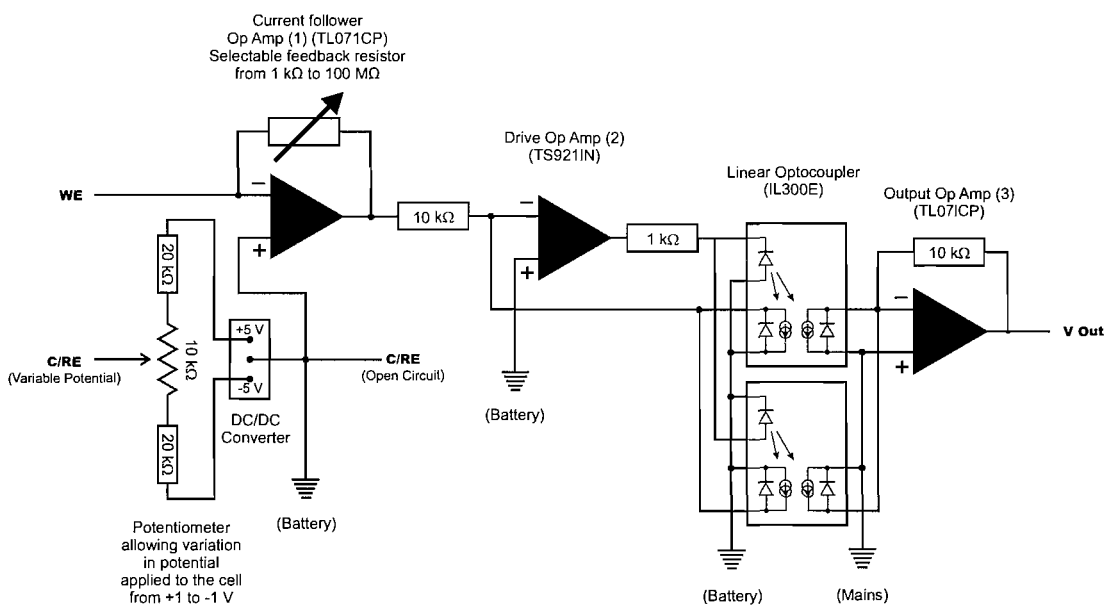 Current follower
Op Amp (1) (TL071CP)
Selectable feedback resistor
from 1 kΩ to 100 MΩ
Drive Op Amp (2)
(TS921IN)
Linear Optocoupler
(IL300E)
Output Op Amp (3)
(TL07ICP)
WE
−
+
10 kΩ
−
+
1 kΩ
10 kΩ
−
+
V Out
20 kΩ
10 kΩ
20 kΩ
C/RE
(Variable Potential)
+5 V
-5 V
DC/DC
Converter
C/RE
(Open Circuit)
(Battery)
(Battery)
(Battery)
(Mains)
Potentiometer
allowing variation
in potential
applied to the cell
from +1 to -1 V